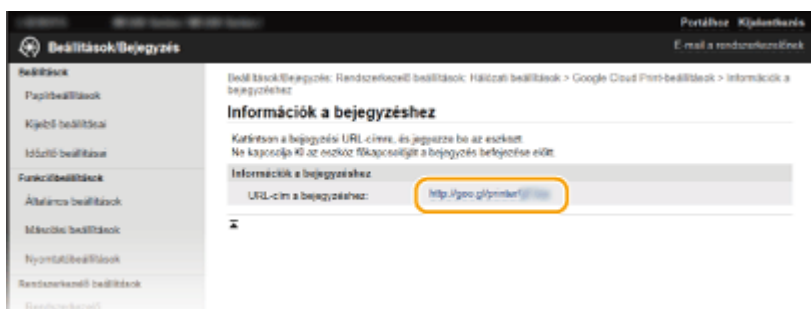 Portálhoz Kijelentkezés
Beállítások/Bejegyzés
E-mail a rendszerkezelőnek
Beállítások
Papírbeállítások
Kijelző beállításai
Időzítő beállításai
Funkcióbeállítások
Általános beállítások
Másolási beállítások
Nyomtatóbeállítások
Rendszerkezelő beállítások
Beállítások/Bejegyzés: Rendszerkezelő beállítások: Hálózati beállítások > Google Cloud Print-beállítások > Információk a
bejegyzéshez
Információk a bejegyzéshez
Kattintson a bejegyzési URL-címre, és jegyezze be az eszközt.
Ne kapcsolja KI az eszköz főkapcsolóját a bejegyzés befejezése előtt.
Információk a bejegyzéshez
URL-cím a bejegyzéshez:
http://goo.gl/printer/